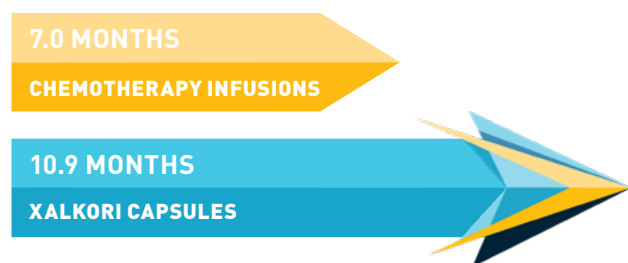 7.0 MONTHS
CHEMOTHERAPY INFUSIONS
10.9 MONTHS
XALKORI CAPSULES